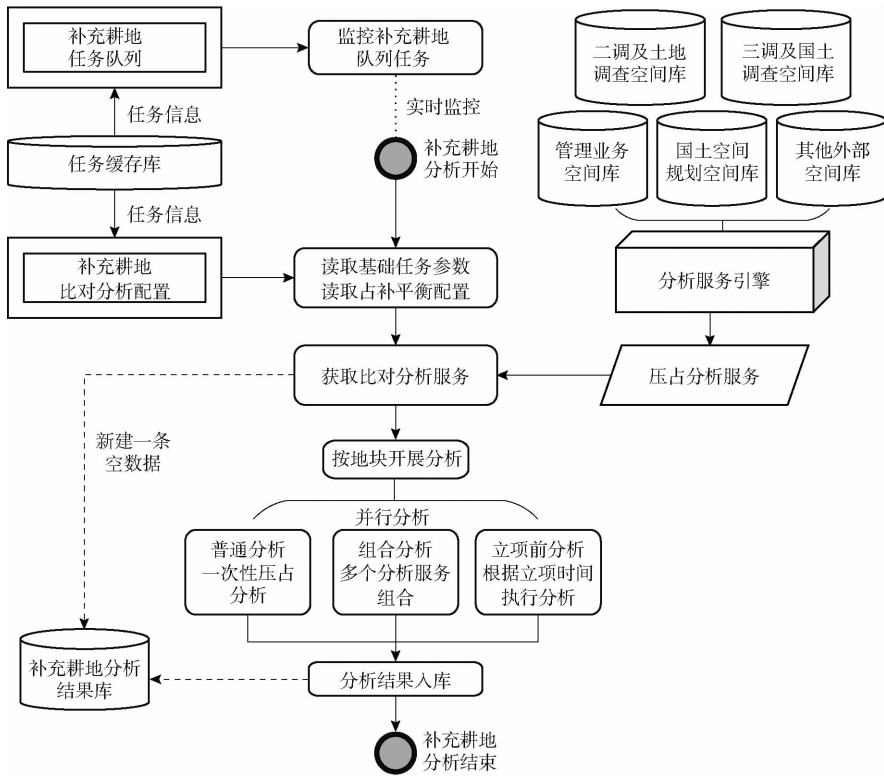 补充耕地
任务队列
监控补充耕地
队列任务
二调及土地
调查空间库
三调及国土
调查空间库
任务信息
实时监控
任务缓存库
补充耕地
分析开始
管理业务
空间库
国土空间
规划空间库
其他外部
空间库
任务信息
补充耕地
比对分析配置
读取基础任务参数
读取占补平衡配置
分析服务引擎
获取比对分析服务
压占分析服务
新建一条
空数据
按地块开展分析
并行分析
普通分析
一次性压占
分析
组合分析
多个分析服务
组合
立项前分析
根据立项时间
执行分析
补充耕地分析
结果库
分析结果入库
补充耕地
分析结束